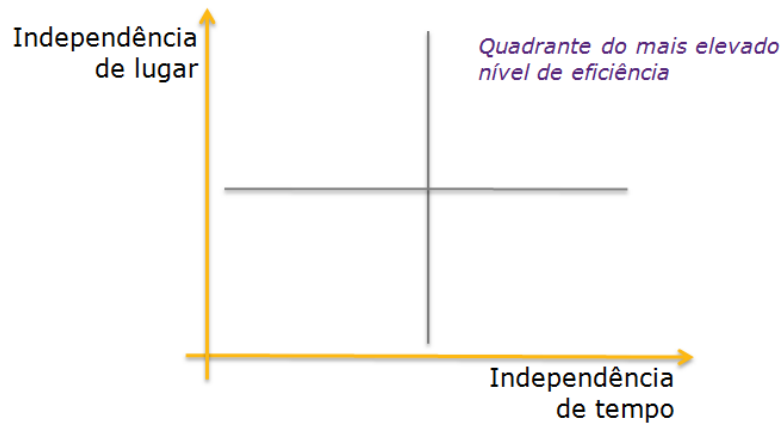 Independência
de lugar
Quadrante do mais elevado
nível de eficiência
Independência
de tempo